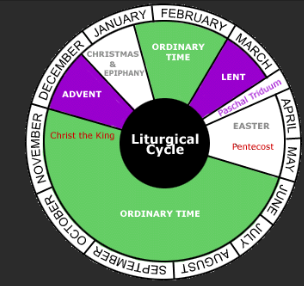 JANUARY
FEBRUARY
MARCH
APRIL
MAY
JUNE
JULY
AUGUST
SEPTEMBER
OCTOBER
NOVEMBER
DECEMBER
CHRISTMAS
&
EPIPHANY
ORDINARY
TIME
LENT
Paschal Triduum
EASTER
Pentecost
ORDINARY TIME
Christ the King
ADVENT
Liturgical
Cycle